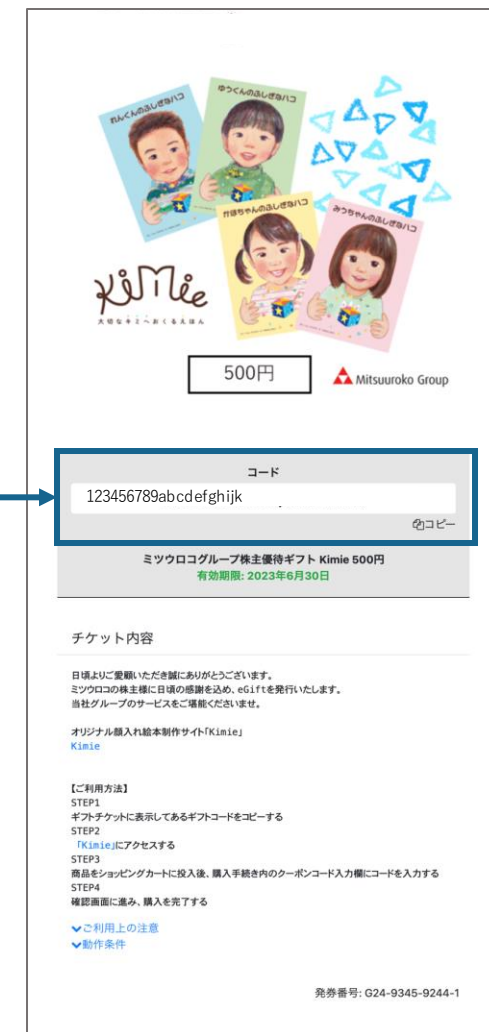 れんくんのふしぎなハコ
ゆうくんのふしぎなハコ
かほちゃんのふしぎなハコ
みうちゃんのふしぎなハコ
Kimie
大切なキミへおくるえほん
500円
Mitsuuroko Group
コード
123456789abcdefghijk
コピー
ミツウロコグループ株主優待ギフト Kimie 500円
有効期限: 2023年6月30日
チケット内容
日頃よりご愛顧いただき誠にありがとうございます。
ミツウロコの株主様に日頃の感謝を込め、eGiftを発行いたします。
当社グループのサービスをご堪能くださいませ。
オリジナル顔入れ絵本制作サイト「Kimie」
Kimie
【ご利用方法】
STEP1
ギフトチケットに表示してあるギフトコードをコピーする
STEP2
「Kimie」にアクセスする
STEP3
商品をショッピングカートに投入後、購入手続き内のクーポンコード入力欄にコードを入力する
STEP4
確認画面に進み、購入を完了する
ご利用上の注意
動作条件
発券番号: G24-9345-9244-1